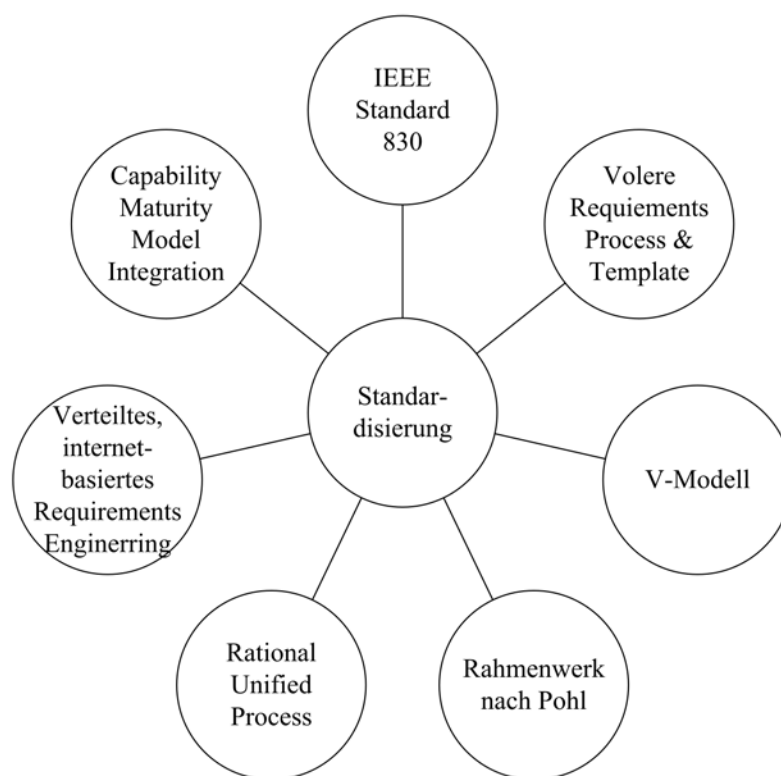 IEEE
Standard
830
Capability
Maturity
Model
Integration
Volere
Requiements
Process &
Template
Standar-
disierung
Verteiltes,
internet-
basiertes
Requirements
Enginerring
V-Modell
Rational
Unified
Process
Rahmenwerk
nach Pohl